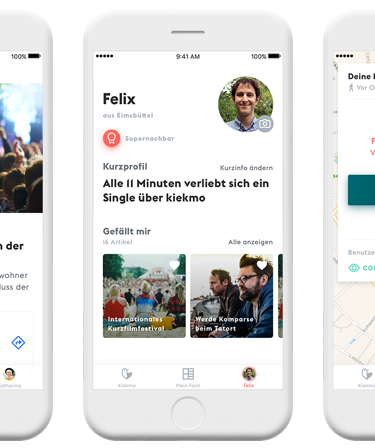 100%
n der
wohner
luss der
Katharina
9:41 AM
100%
Felix
aus Eimsbüttel
Supernachbar
Kurzprofil
Kurzinfo ändern
Alle 11 Minuten verliebt sich ein
Single über kiekmo
Gefällt mir
16 Artikel
Alle anzeigen
Internationales
Kurzfilmfestival
Werde Komparse
beim Tatort
Kiekmo
Mein Fach
Felix
Deine
Vor O
F
V
Benutze
CO
Kiekmo